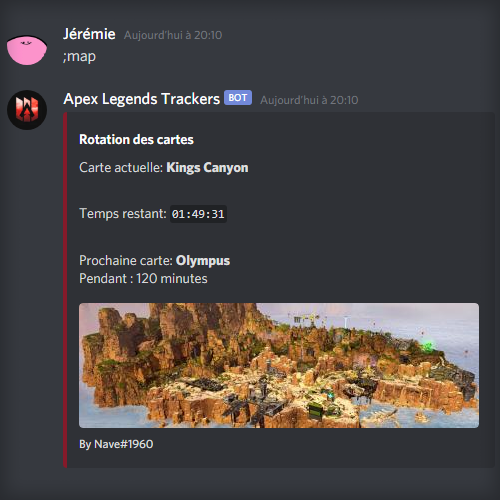 Jérémie Aujourd'hui à 20:10
;map
Apex Legends Trackers BOT Aujourd'hui à 20:10
Rotation des cartes
Carte actuelle: Kings Canyon
Temps restant: 01:49:31
Prochaine carte: Olympus
Pendant : 120 minutes
By Nave#1960